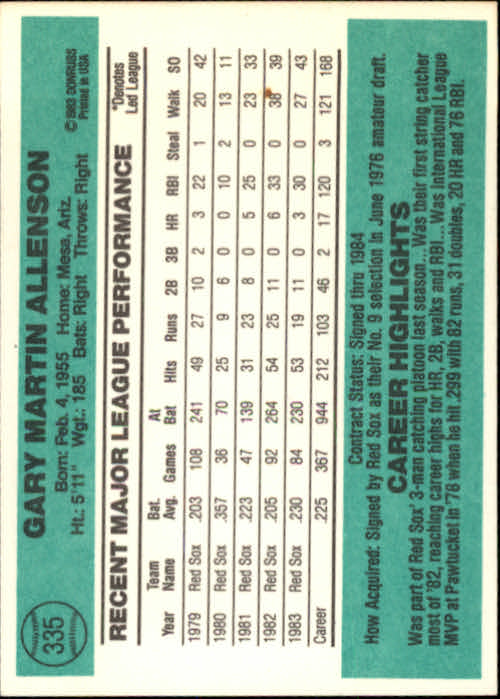 335
GARY MARTIN ALLENSON
Born: Feb. 4, 1955 Home: Mesa, Ariz.
Ht.: 5'11" Wgt.: 185 Bats: Right Throws: Right
© 1983 DONRUSS
Printed in USA
RECENT MAJOR LEAGUE PERFORMANCE
*Denotes
Led League
Year Team Name Bat. Avg. Games At Bat Hits Runs 2B 3B HR RBI Steal Walk SO
1979 Red Sox .203 108 241 49 27 10 2 3 22 1 20 42
1980 Red Sox .357 36 70 25 9 6 0 0 10 2 13 11
1981 Red Sox .223 47 139 31 23 8 0 5 25 0 23 33
1982 Red Sox .205 92 264 54 25 11 0 6 33 0 38 39
1983 Red Sox .230 84 230 53 19 11 0 3 30 0 27 43
Career .225 367 944 212 103 46 2 17 120 3 121 168
Contract Status: Signed thru 1984
How Acquired: Signed by Red Sox as their No. 9 selection in June 1976 amateur draft.
CAREER HIGHLIGHTS
Was part of Red Sox' 3-man catching platoon last season... Was their first string catcher
most of '82, reaching career highs for HR, 2B, walks and RBI... Was International League
MVP at Pawtucket in '78 when he hit .299 with 82 runs, 31 doubles, 20 HR and 76 RBI.